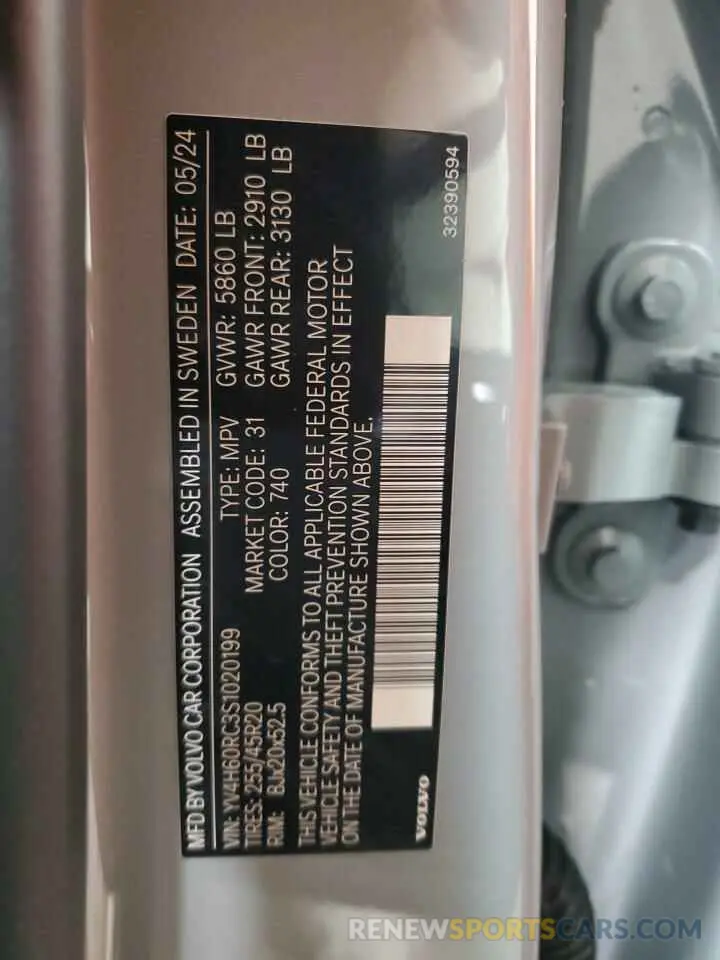 MFD BY VOLVO CAR CORPORATION ASSEMBLED IN SWEDEN DATE: 05/24
VIN: YV4H60RC3S1020199 TYPE: MPV GVWR: 5860 LB
TIRES: 255/45R20 MARKET CODE: 31 GAWR FRONT: 2910 LB
RIM: 8Jx20x52.5 COLOR: 740 GAWR REAR: 3130 LB
THIS VEHICLE CONFORMS TO ALL APPLICABLE FEDERAL MOTOR
VEHICLE SAFETY AND THEFT PREVENTION STANDARDS IN EFFECT
ON THE DATE OF MANUFACTURE SHOWN ABOVE.
VOLVO
32390594
RENEWSPORTSCARS.COM